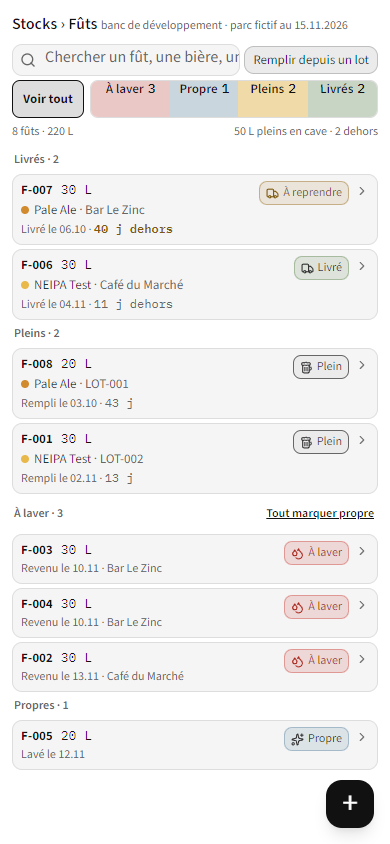 Stocks › Fûts banc de développement · parc fictif au 15.11.2026
Chercher un fût, une bière, ur
Remplir depuis un lot
Voir tout
À laver 3
Propre 1
Pleins 2
Livrés 2
8 fûts · 220 L
50 L pleins en cave · 2 dehors
Livrés · 2
F-007 30 L
À reprendre
Pale Ale · Bar Le Zinc
Livré le 06.10 · 40 j dehors
F-006 30 L
Livré
NEIPA Test · Café du Marché
Livré le 04.11 · 11 j dehors
Pleins · 2
F-008 20 L
Plein
Pale Ale · LOT-001
Rempli le 03.10 · 43 j
F-001 30 L
Plein
NEIPA Test · LOT-002
Rempli le 02.11 · 13 j
À laver · 3
Tout marquer propre
F-003 30 L
À laver
Revenu le 10.11 · Bar Le Zinc
F-004 30 L
À laver
Revenu le 10.11 · Bar Le Zinc
F-002 30 L
À laver
Revenu le 13.11 · Café du Marché
Propres · 1
F-005 20 L
Propre
Lavé le 12.11